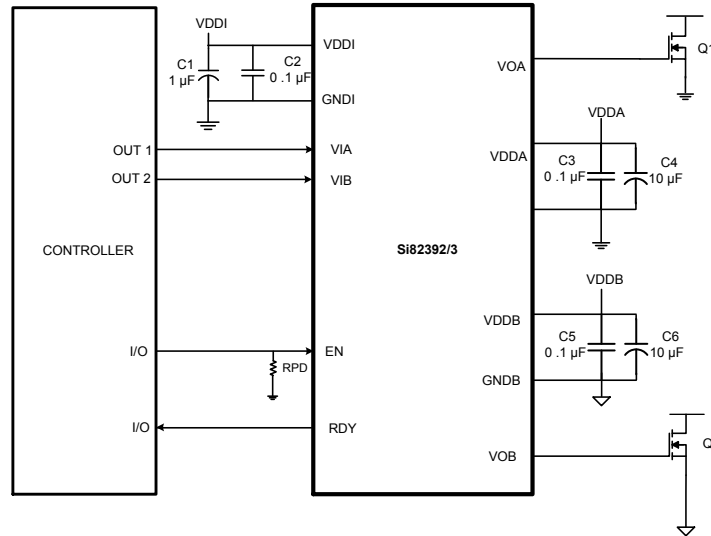 VDDI
C1
1 µF
C2
0 .1 µF
VDDI
GNDI
OUT 1
OUT 2
VIA
VIB
CONTROLLER
Si82392/3
I/O
EN
RPD
I/O
RDY
VOA
Q1
VDDA
VDDA
C3
0 .1 µF
C4
10 µF
VDDB
VDDB
C5
0 .1 µF
C6
10 µF
GNDB
VOB
Q